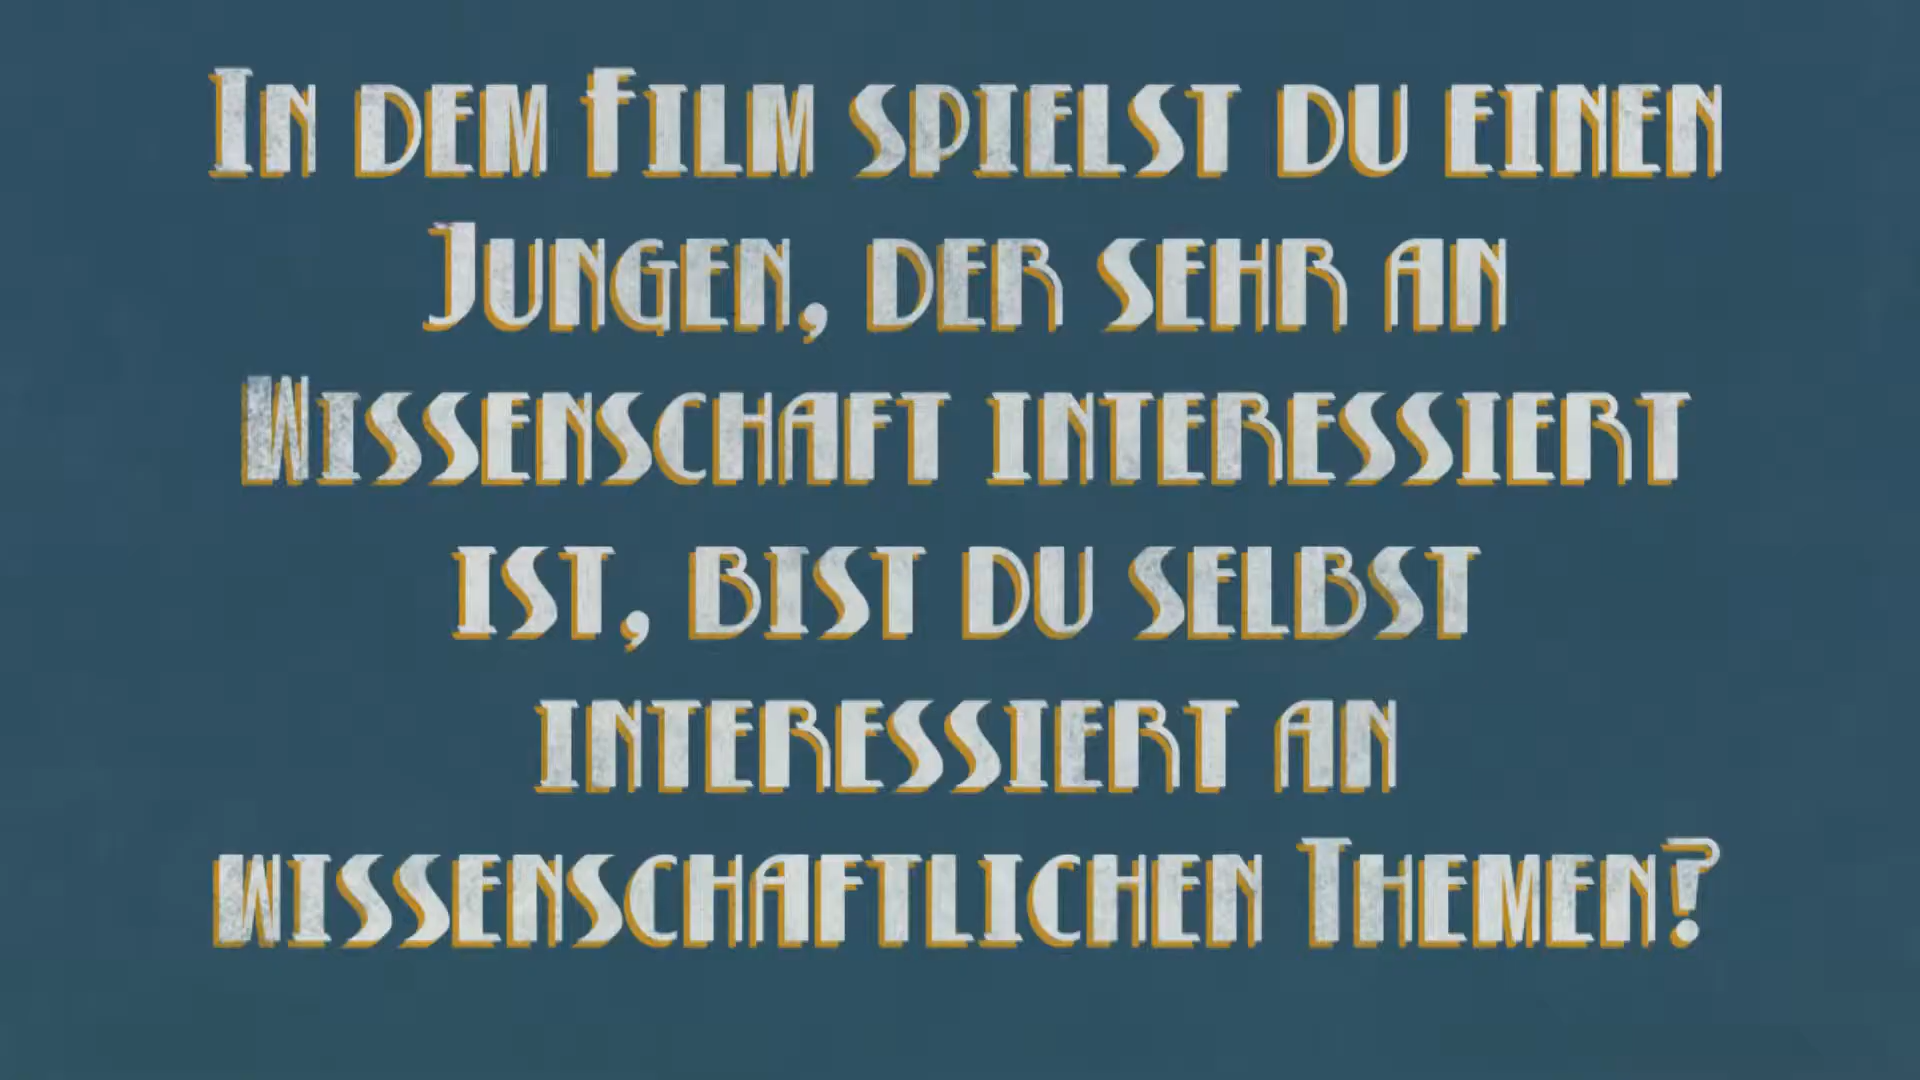 In dem Film spielst du einen
Jungen, der sehr an
Wissenschaft interessiert
ist, bist du selbst
interessiert an
wissenschaftlichen Themen?